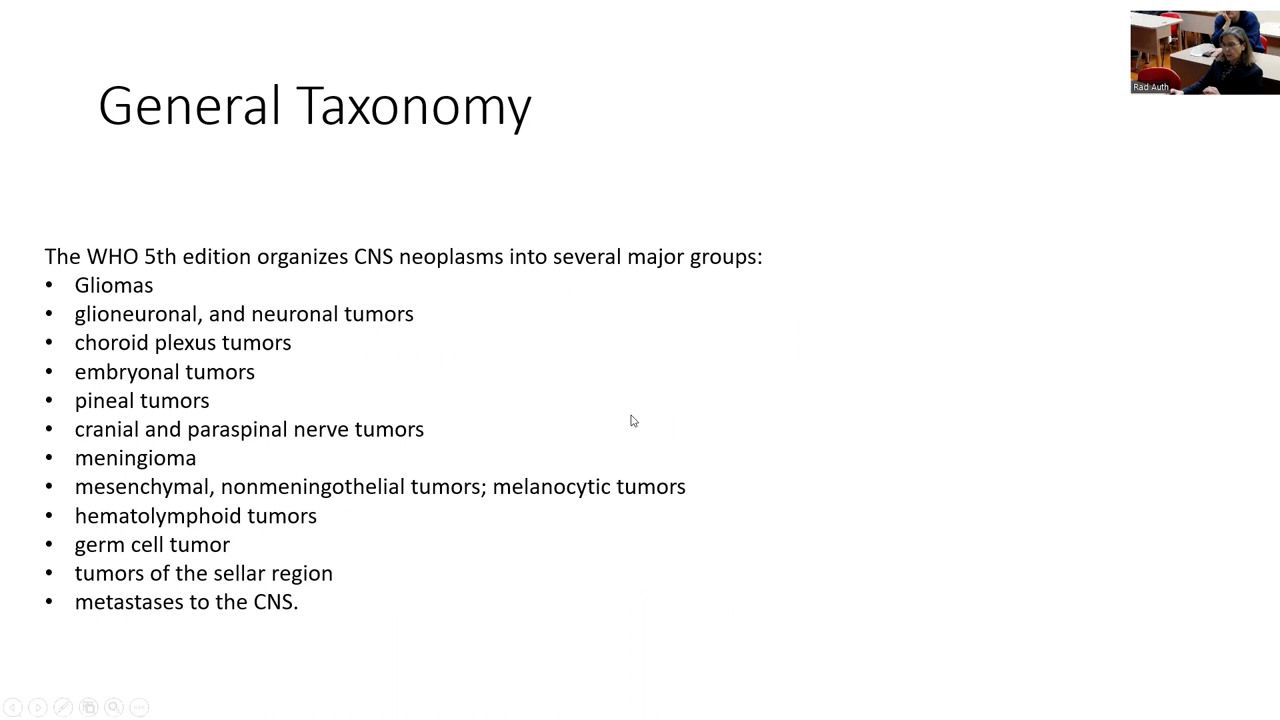 General Taxonomy
Rad Auth
The WHO 5th edition organizes CNS neoplasms into several major groups:
• Gliomas
• glioneuronal, and neuronal tumors
• choroid plexus tumors
• embryonal tumors
• pineal tumors
• cranial and paraspinal nerve tumors
• meningioma
• mesenchymal, nonmeningothelial tumors; melanocytic tumors
• hematolymphoid tumors
• germ cell tumor
• tumors of the sellar region
• metastases to the CNS.